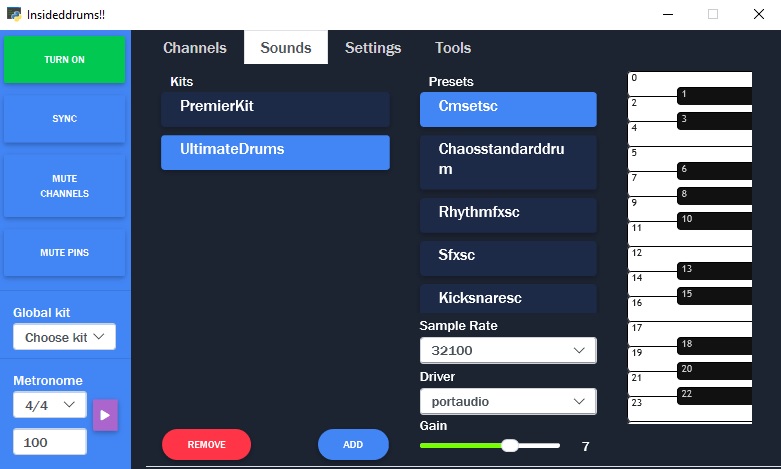 Insideddrums!!
TURN ON
SYNC
MUTE
CHANNELS
MUTE PINS
Global kit
Choose kit
Metronome
4/4
100
Channels
Sounds
Settings
Tools
Kits
PremierKit
UltimateDrums
REMOVE
ADD
Presets
Cmsetsc
Chaosstandarddru
m
Rhythmfxsc
Sfxsc
Kicksnaresc
Sample Rate
32100
Driver
portaudio
Gain
7
0
1
2
3
4
5
6
7
8
9
10
11
12
13
14
15
16
17
18
19
20
21
22
23